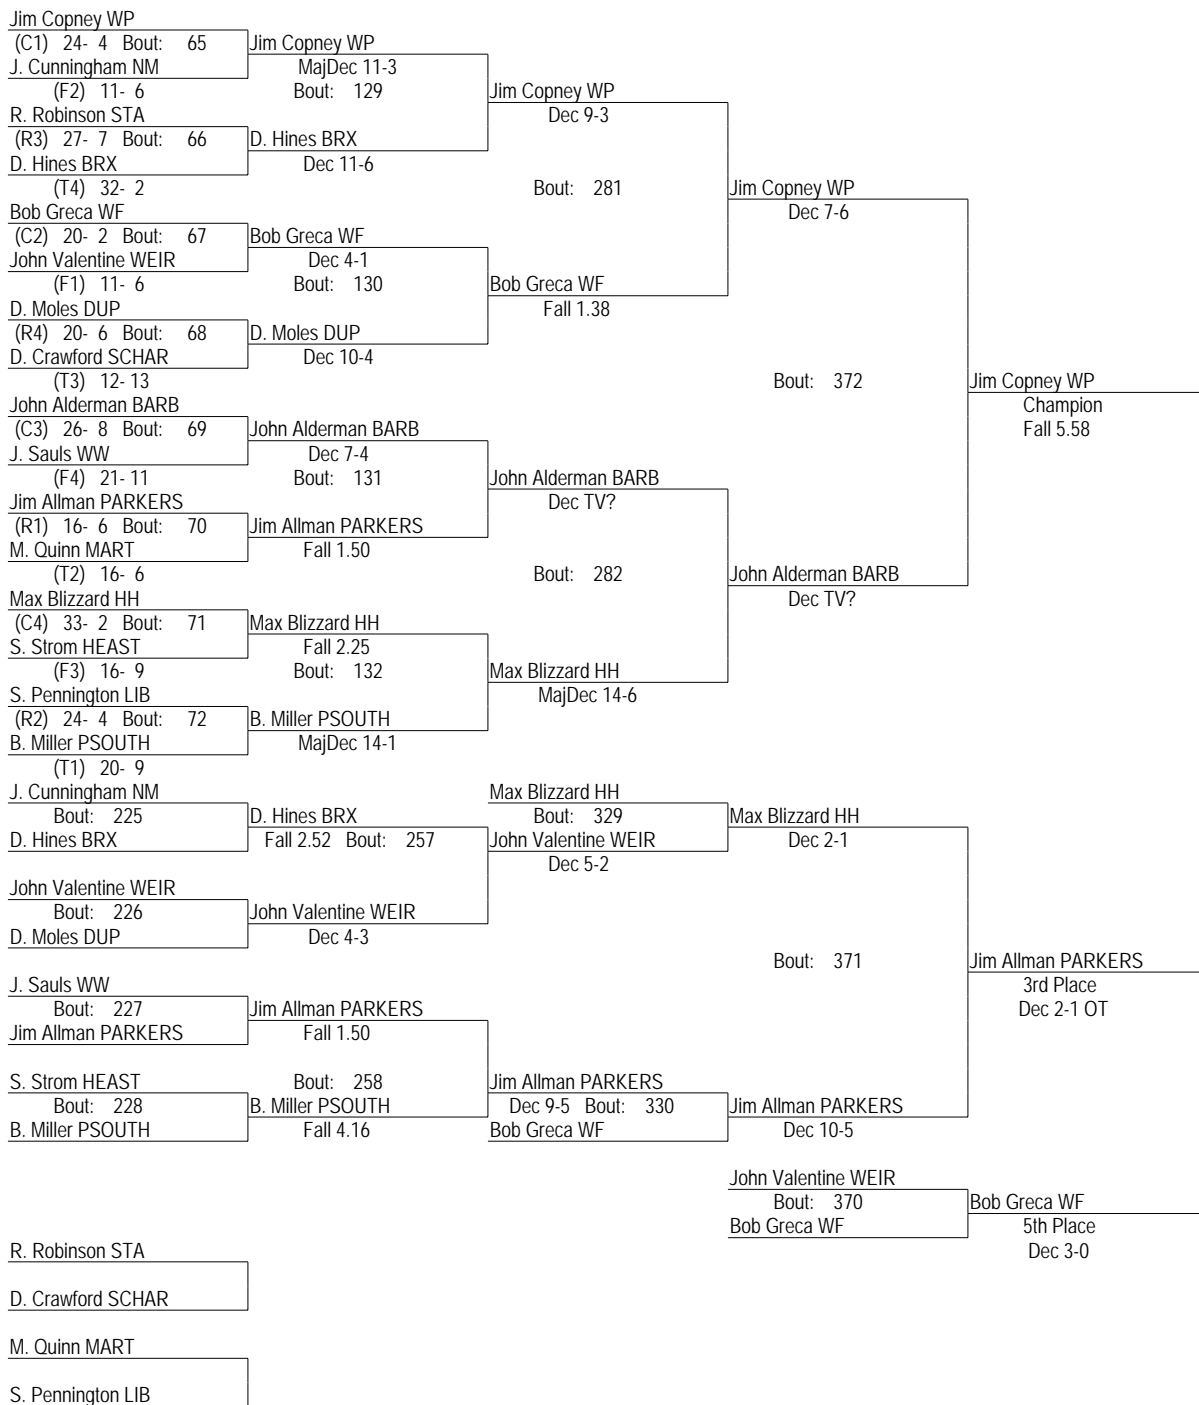 Jim Copney WP
(C1) 24- 4 Bout: 65 Jim Copney WP
J. Cunningham NM MajDec 11-3
(F2) 11- 6 Bout: 129 Jim Copney WP
R. Robinson STA Dec 9-3
(R3) 27- 7 Bout: 66 D. Hines BRX
D. Hines BRX Dec 11-6
(T4) 32- 2 Bout: 281 Jim Copney WP
Bob Greca WF Dec 7-6
(C2) 20- 2 Bout: 67 Bob Greca WF
John Valentine WEIR Dec 4-1
(F1) 11- 6 Bout: 130 Bob Greca WF
D. Moles DUP Fall 1.38
(R4) 20- 6 Bout: 68 D. Moles DUP
D. Crawford SCHAR Dec 10-4
(T3) 12- 13 Bout: 372 Jim Copney WP
John Alderman BARB Champion
(C3) 26- 8 Bout: 69 John Alderman BARB Fall 5.58
J. Sauls WW Dec 7-4
(F4) 21- 11 Bout: 131 John Alderman BARB
Jim Allman PARKERS Dec TV?
(R1) 16- 6 Bout: 70 Jim Allman PARKERS
M. Quinn MART Fall 1.50
(T2) 16- 6 Bout: 282 John Alderman BARB
Max Blizzard HH Dec TV?
(C4) 33- 2 Bout: 71 Max Blizzard HH
S. Strom HEAST Fall 2.25
(F3) 16- 9 Bout: 132 Max Blizzard HH
S. Pennington LIB MajDec 14-6
(R2) 24- 4 Bout: 72 B. Miller PSOUTH
B. Miller PSOUTH MajDec 14-1
(T1) 20- 9
J. Cunningham NM Max Blizzard HH
Bout: 225 D. Hines BRX Bout: 329 Max Blizzard HH
D. Hines BRX Fall 2.52 Bout: 257 John Valentine WEIR Dec 2-1
Dec 5-2
John Valentine WEIR
Bout: 226 John Valentine WEIR
D. Moles DUP Dec 4-3
Bout: 371 Jim Allman PARKERS
J. Sauls WW 3rd Place
Bout: 227 Jim Allman PARKERS Dec 2-1 OT
Jim Allman PARKERS Fall 1.50
S. Strom HEAST Bout: 258 Jim Allman PARKERS
Bout: 228 B. Miller PSOUTH Dec 9-5 Bout: 330 Jim Allman PARKERS
B. Miller PSOUTH Fall 4.16 Bob Greca WF Dec 10-5
John Valentine WEIR
Bout: 370 Bob Greca WF
Bob Greca WF 5th Place
R. Robinson STA Dec 3-0
D. Crawford SCHAR
M. Quinn MART
S. Pennington LIB